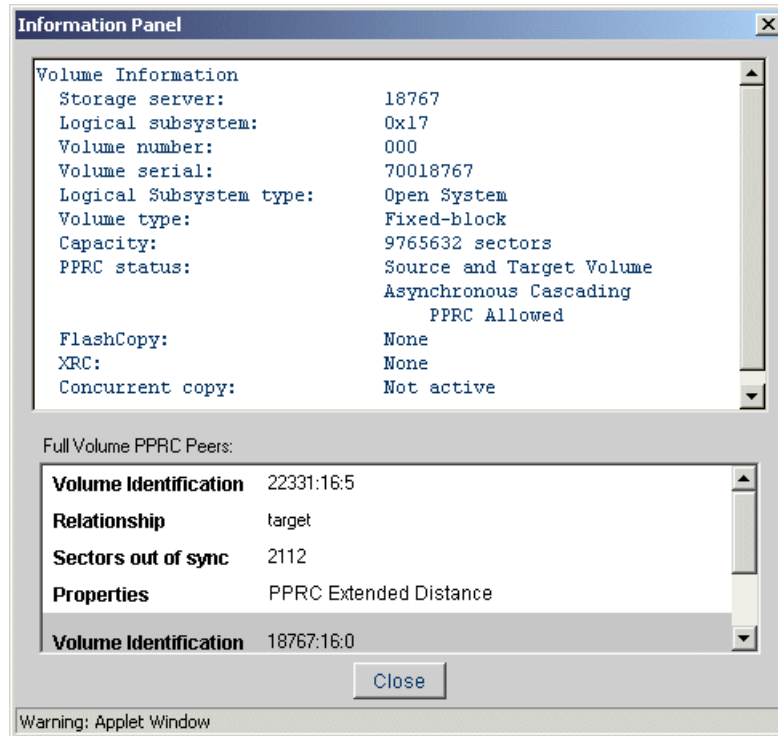 Information Panel
Volume Information
Storage server: 18767
Logical subsystem: 0x17
Volume number: 000
Volume serial: 70018767
Logical Subsystem type: Open System
Volume type: Fixed-block
Capacity: 9765632 sectors
PPRC status: Source and Target Volume
Asynchronous Cascading
PPRC Allowed
FlashCopy: None
XRC: None
Concurrent copy: Not active
Full Volume PPRC Peers:
Volume Identification 22331:16:5
Relationship target
Sectors out of sync 2112
Properties PPRC Extended Distance
Volume Identification 18767:16:0
Close
Warning: Applet Window